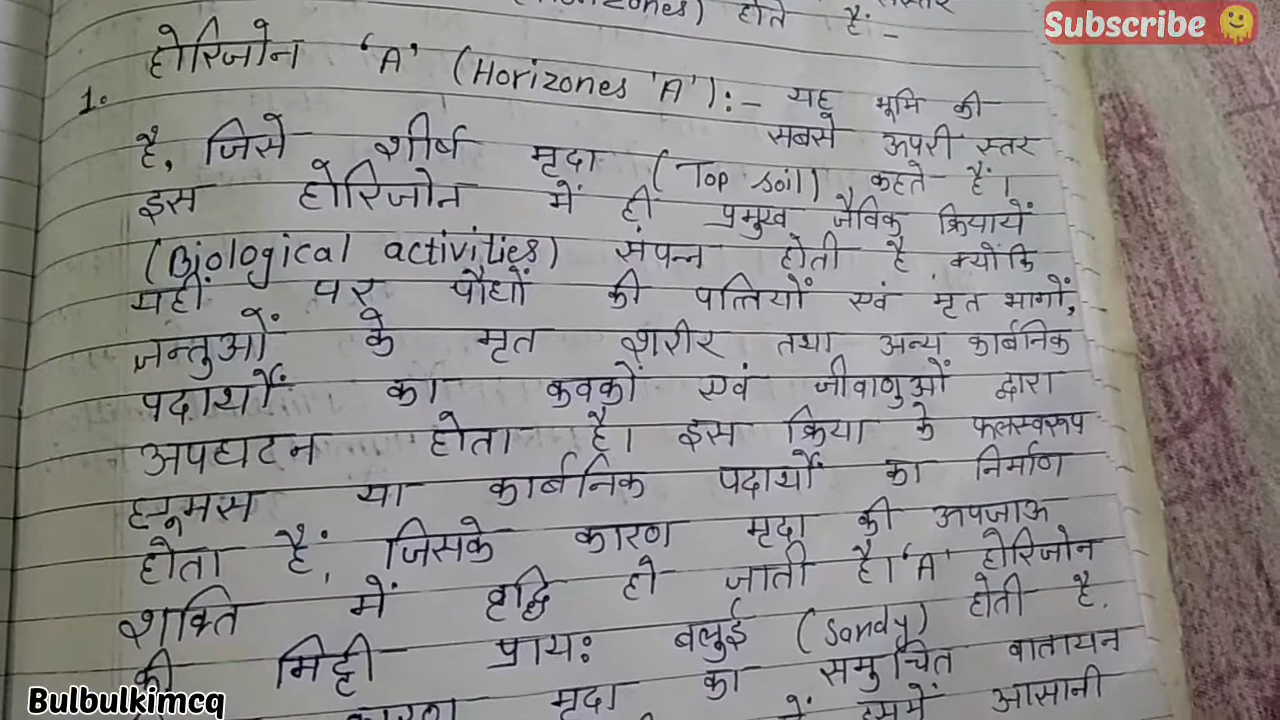 (Horizones) होते हैं:-
Subscribe
होरिजोन 'A' (Horizones 'A'):- यह भूमि की
1. सबसे ऊपरी स्तर
है, जिसे शीर्ष मृदा (Top soil) कहते हैं।
इस होरिजोन में ही प्रमुख जैविक क्रियायें
(Biological activities) संपन्न होती है क्योंकि
यहीं पर पौधों की पत्तियों एवं मृत भागों,
जन्तुओं के मृत शरीर तथा अन्य कार्बनिक
पदार्थों का कवकों एवं जीवाणुओं द्वारा
अपघटन होता है। इस क्रिया के फलस्वरूप
ह्यूमस या कार्बनिक पदार्थों का निर्माण
होता है, जिसके कारण मृदा की उपजाऊ
शक्ति में वृद्धि हो जाती है। 'A' होरिजोन
की मिट्टी प्रायः बलुई (Sandy) होती है.
कारण मृदा का समुचित वातायन
इसमें आसानी
Bulbulkimcq